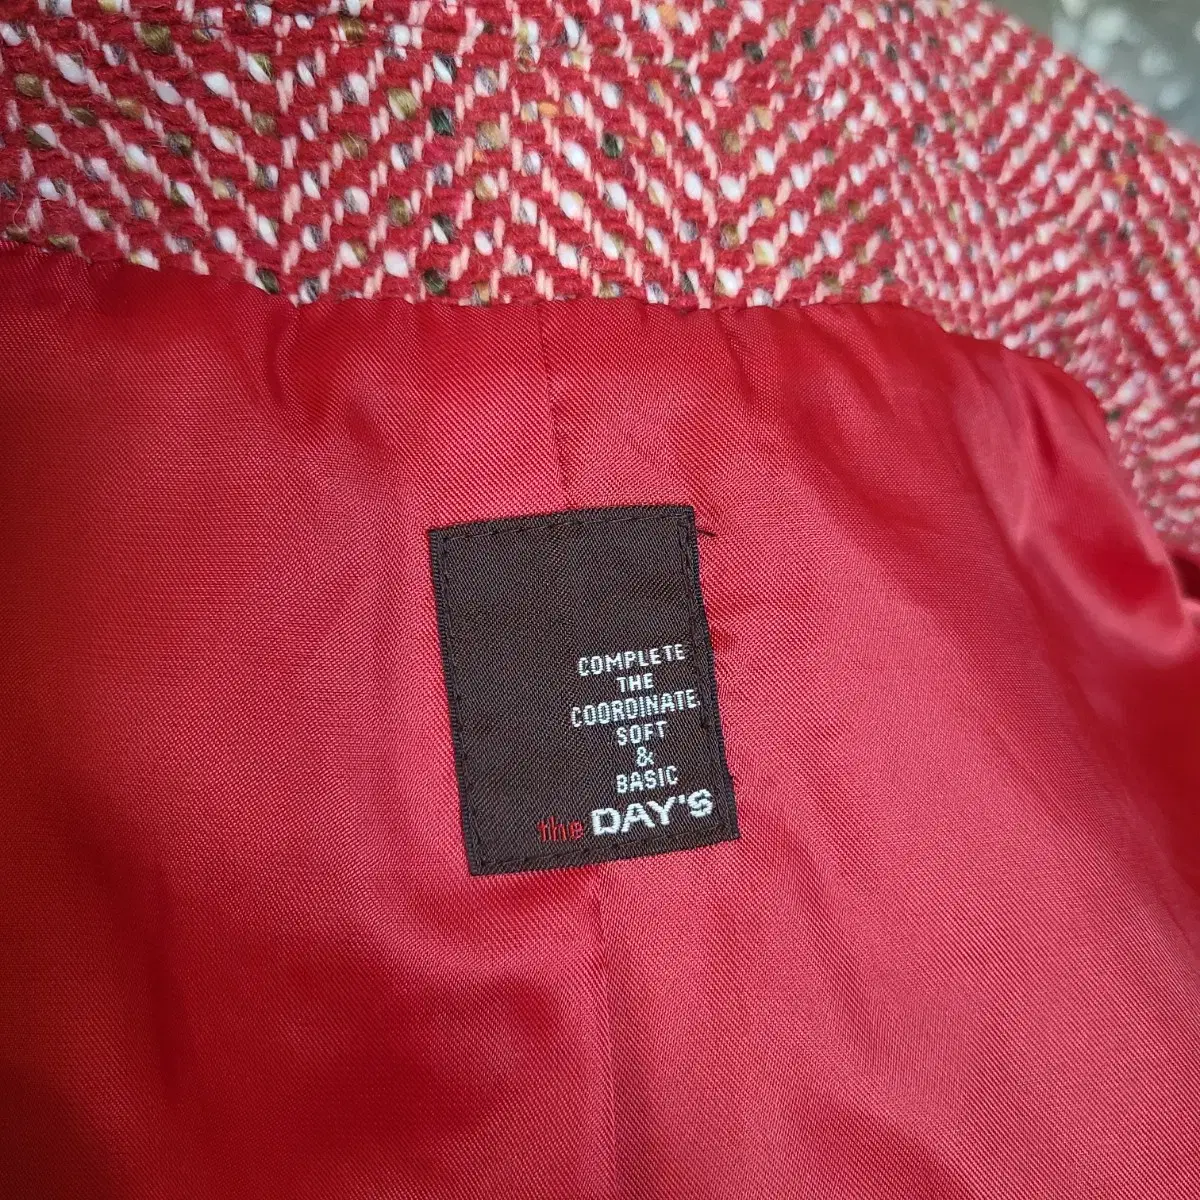 COMPLETE
THE
COORDINATE
SOFT
&
BASIC
the DAY'S